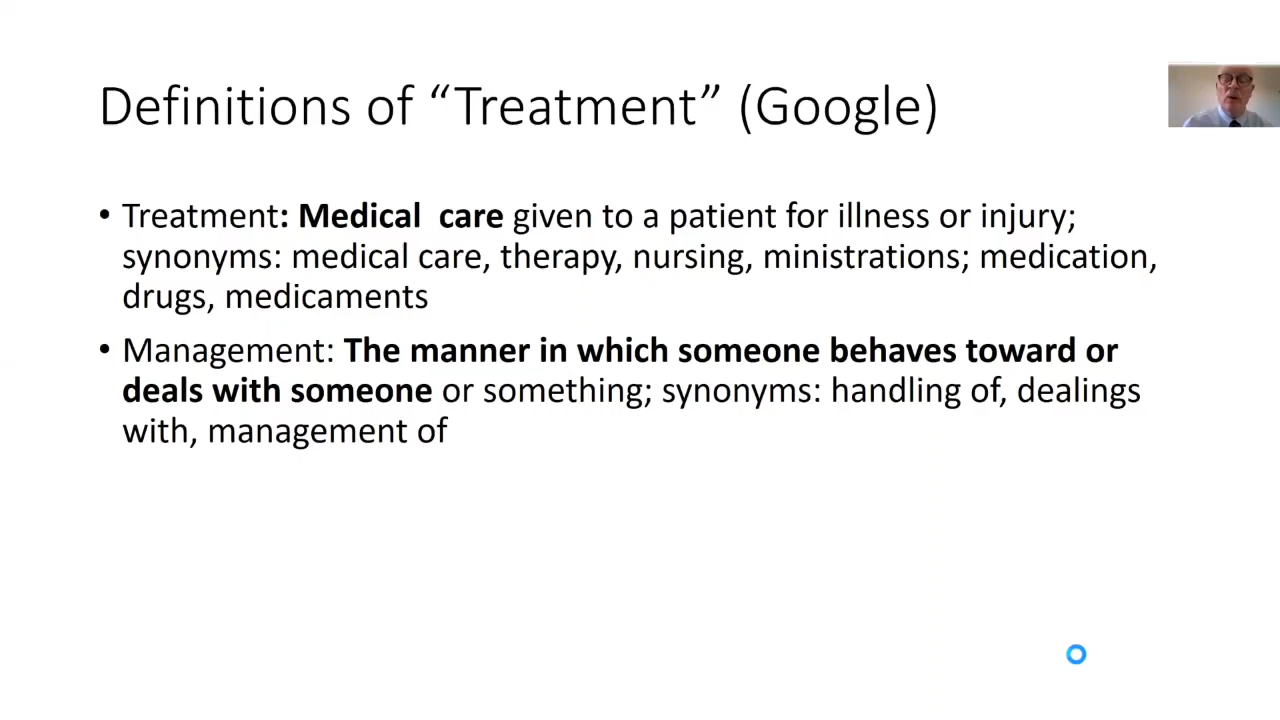 Definitions of “Treatment” (Google)
• Treatment: Medical  care given to a patient for illness or injury;
synonyms: medical care, therapy, nursing, ministrations; medication,
drugs, medicaments
• Management: The manner in which someone behaves toward or
deals with someone or something; synonyms: handling of, dealings
with, management of